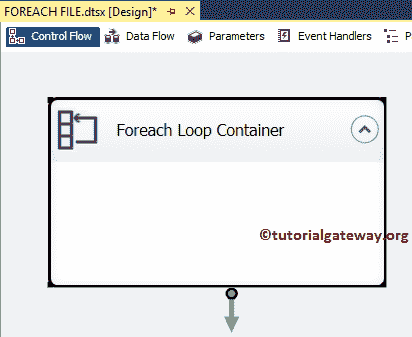 FOREACH FILE.dtsx [Design]*
Control Flow Data Flow Parameters Event Handlers
Foreach Loop Container
©tutorialgateway.org